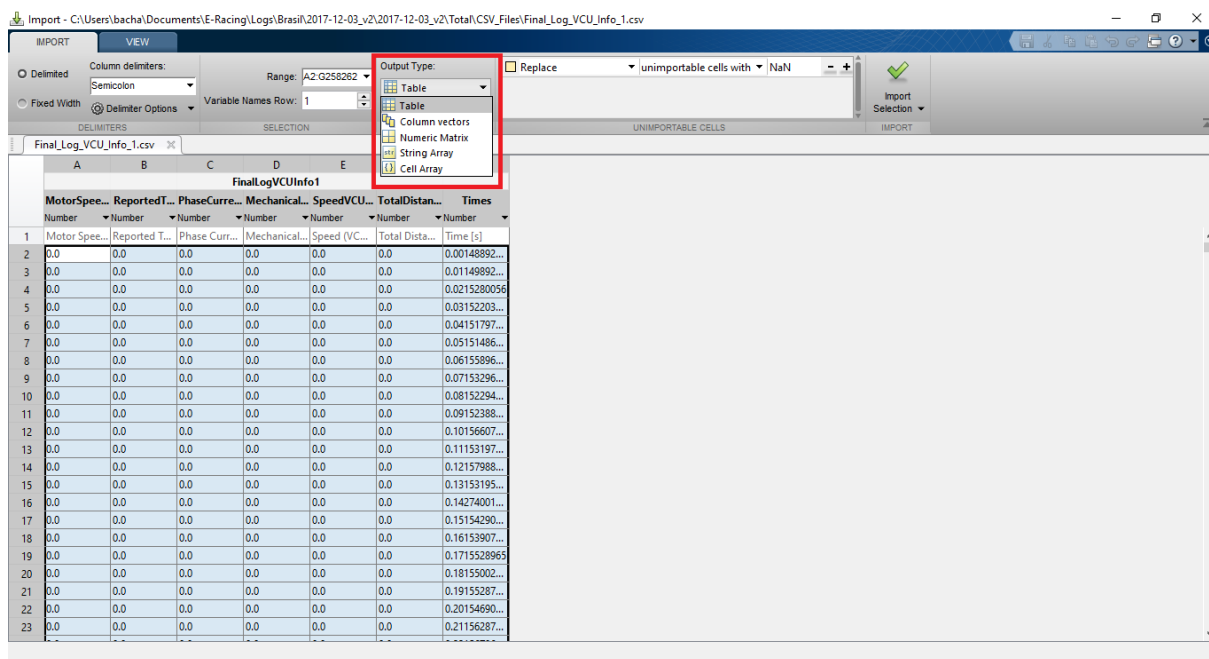 Import - C:\Users\bacha\Documents\E-Racing\Logs\Brasil\2017-12-03_v2\2017-12-03_v2\Total\CSV_Files\Final_Log_VCU_Info_1.csv
IMPORT VIEW
Delimited
Fixed Width
Column delimiters:
Semicolon
Delimiter Options
DELIMITERS
Range: A2:G258262
Variable Names Row: 1
SELECTION
Output Type:
Table
Table
Column vectors
Numeric Matrix
String Array
Cell Array
Replace unimportable cells with NaN
UNIMPORTABLE CELLS
Import
Selection
IMPORT
Final_Log_VCU_Info_1.csv
A B C D E
FinalLogVCUInfo1
MotorSpee... ReportedT... PhaseCurre... Mechanical... SpeedVCU... TotalDistan... Times
Number Number Number Number Number Number Number
1 Motor Spee... Reported T... Phase Curr... Mechanical... Speed (VC... Total Dista... Time [s]
2 0.0 0.0 0.0 0.0 0.0 0.0 0.00148892...
3 0.0 0.0 0.0 0.0 0.0 0.0 0.01149892...
4 0.0 0.0 0.0 0.0 0.0 0.0 0.0215280056
5 0.0 0.0 0.0 0.0 0.0 0.0 0.03152203...
6 0.0 0.0 0.0 0.0 0.0 0.0 0.04151797...
7 0.0 0.0 0.0 0.0 0.0 0.0 0.05151486...
8 0.0 0.0 0.0 0.0 0.0 0.0 0.06155896...
9 0.0 0.0 0.0 0.0 0.0 0.0 0.07153296...
10 0.0 0.0 0.0 0.0 0.0 0.0 0.08152294...
11 0.0 0.0 0.0 0.0 0.0 0.0 0.09152388...
12 0.0 0.0 0.0 0.0 0.0 0.0 0.10156607...
13 0.0 0.0 0.0 0.0 0.0 0.0 0.11153197...
14 0.0 0.0 0.0 0.0 0.0 0.0 0.12157988...
15 0.0 0.0 0.0 0.0 0.0 0.0 0.13153195...
16 0.0 0.0 0.0 0.0 0.0 0.0 0.14274001...
17 0.0 0.0 0.0 0.0 0.0 0.0 0.15154290...
18 0.0 0.0 0.0 0.0 0.0 0.0 0.16153907...
19 0.0 0.0 0.0 0.0 0.0 0.0 0.1715528965
20 0.0 0.0 0.0 0.0 0.0 0.0 0.18155002...
21 0.0 0.0 0.0 0.0 0.0 0.0 0.19155287...
22 0.0 0.0 0.0 0.0 0.0 0.0 0.20154690...
23 0.0 0.0 0.0 0.0 0.0 0.0 0.21156287...